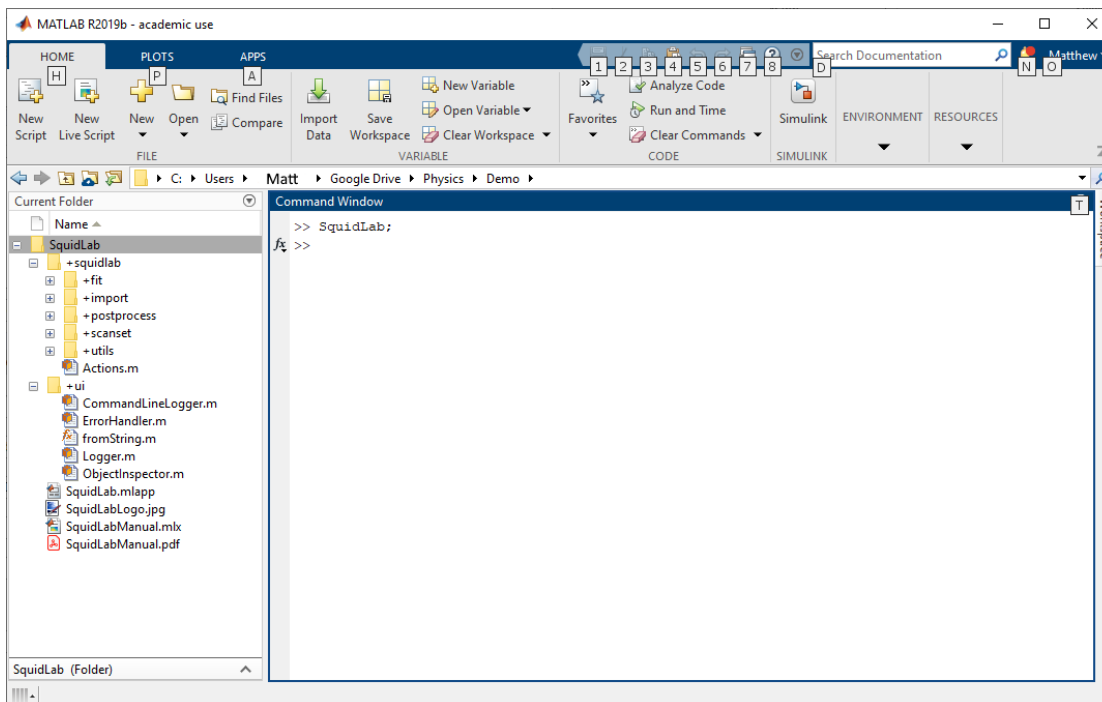 MATLAB R2019b - academic use
HOME PLOTS APPS Search Documentation Matthew
H P A 1 2 3 4 5 6 7 8 D N O
New Script
New Live Script
New
Open
Find Files
Compare
Import Data
Save Workspace
New Variable
Open Variable
Clear Workspace
Favorites
Analyze Code
Run and Time
Clear Commands
Simulink
ENVIRONMENT
RESOURCES
FILE VARIABLE CODE SIMULINK
C: Users Matt Google Drive Physics Demo
Current Folder
Name
SquidLab
+squidlab
+fit
+import
+postprocess
+scanset
+utils
Actions.m
+ui
CommandLineLogger.m
ErrorHandler.m
fromString.m
Logger.m
ObjectInspector.m
SquidLab.mlapp
SquidLabLogo.jpg
SquidLabManual.mlx
SquidLabManual.pdf
SquidLab (Folder)
Command Window
T
>> SquidLab;
fx >>